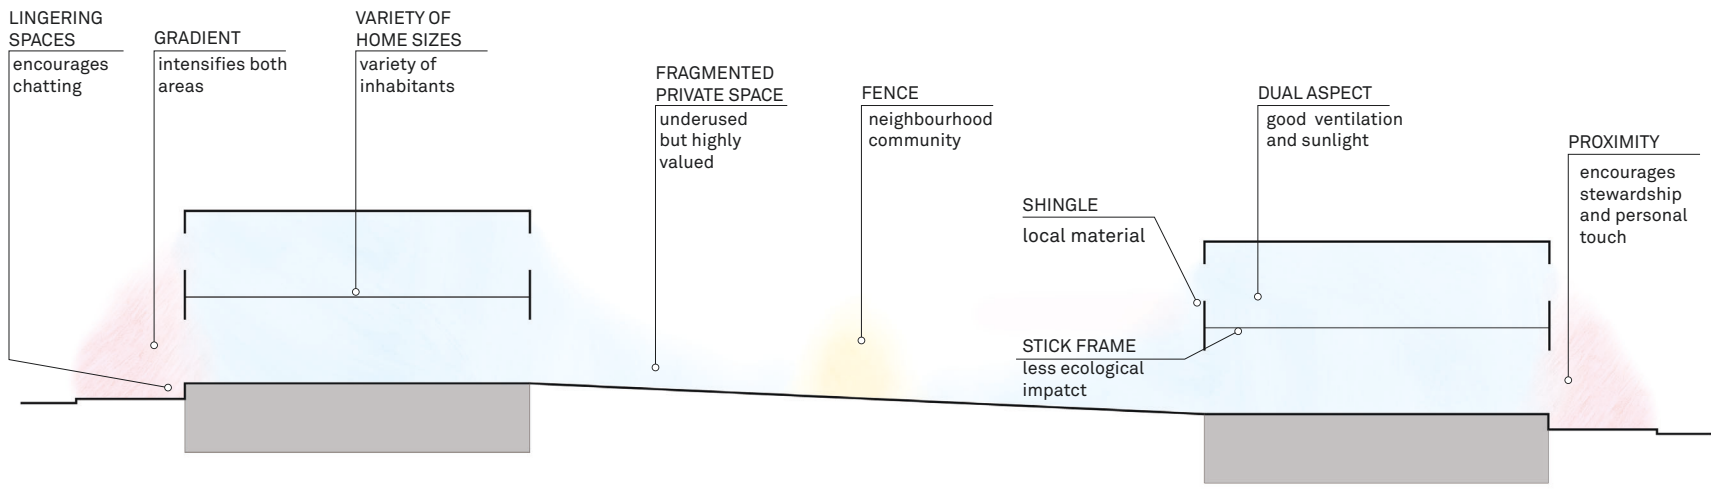 LINGERING
SPACES
encourages
chatting
GRADIENT
intensifies both
areas
VARIETY OF
HOME SIZES
variety of
inhabitants
FRAGMENTED
PRIVATE SPACE
underused
but highly
valued
FENCE
neighbourhood
community
SHINGLE
local material
STICK FRAME
less ecological
impatct
DUAL ASPECT
good ventilation
and sunlight
PROXIMITY
encourages
stewardship
and personal
touch